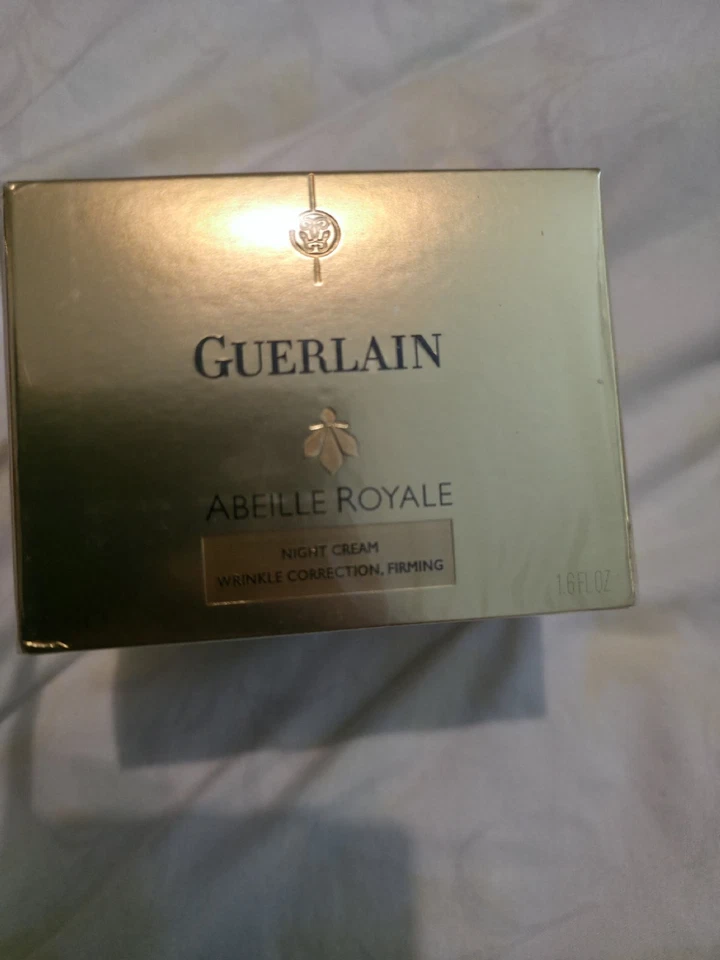 GUERLAIN
ABEILLE ROYALE
NIGHT CREAM
WRINKLE CORRECTION, FIRMING
1.6 FL OZ